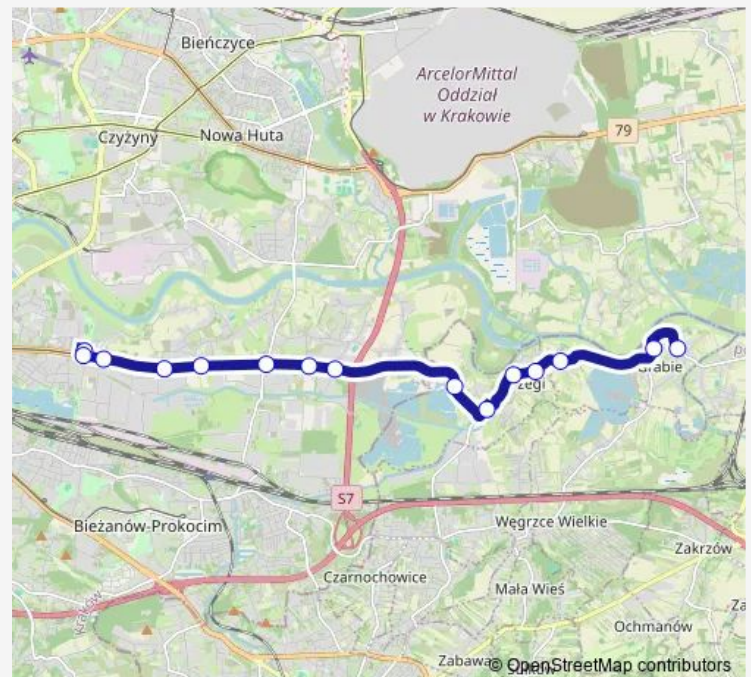 Bieńczyce
ArcelorMittal
Oddział
w Krakowie
79
Czyżyny
Nowa Huta
Grabie
S7
Bieżanów-Prokocim
Węgrzce Wielkie
Zakrzów
Czarnochowice
Mała Wieś
Kraków
Ochmanów
Zabawa
© OpenStreetMap contributors